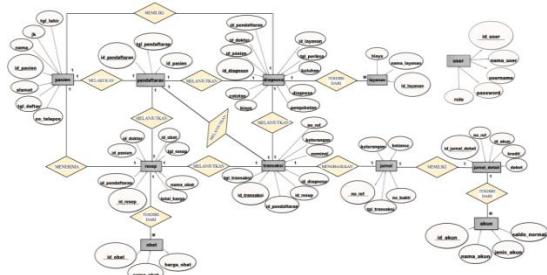 MEMILIKI
tgl_lahir
jk
nama
id_pasien
alamat
tgl_daftar
no_telepon
pasien
MELAKUKAN
id_pendaftaran
tgl_pendaftaran
id_pasien
pendaftaran
MELANJUTKAN
id_pendaftaran
id_dokter
id_pasien
id_diagnosa
catatan
biaya
id_layanan
tgl_periksa
keluhan
diagnosa
pengobatan
diagnosa
TERDIRI
DARI
biaya
nama_layanan
id_layanan
layanan
id_user
user
nama_user
username
password
role
MELANJUTKAN
MELANJUTKAN
MELANJUTKAN
MENERIMA
id_dokter
id_pasien
id_obat
tgl_resep
resep
id_pendaftaran
id_resep
nama_obat
total_harga
MELANJUTKAN
no_ref
keterangan
nominal
transaksi
tgl_transaksi
id_transaksi
id_pendaftaran
id_resep
id_diagnosa
MENGHASILKAN
keterangan
balance
jurnal
no_ref
tgl_transaksi
no_bukti
MEMILIKI
no_ref
id_jurnal_detail
id_akun
kredit
debet
jurnal_detail
TERDIRI
DARI
TERDIRI
DARI
obat
id_obat
nama_obat
harga_obat
akun
id_akun
nama_akun
jenis_akun
saldo_normal